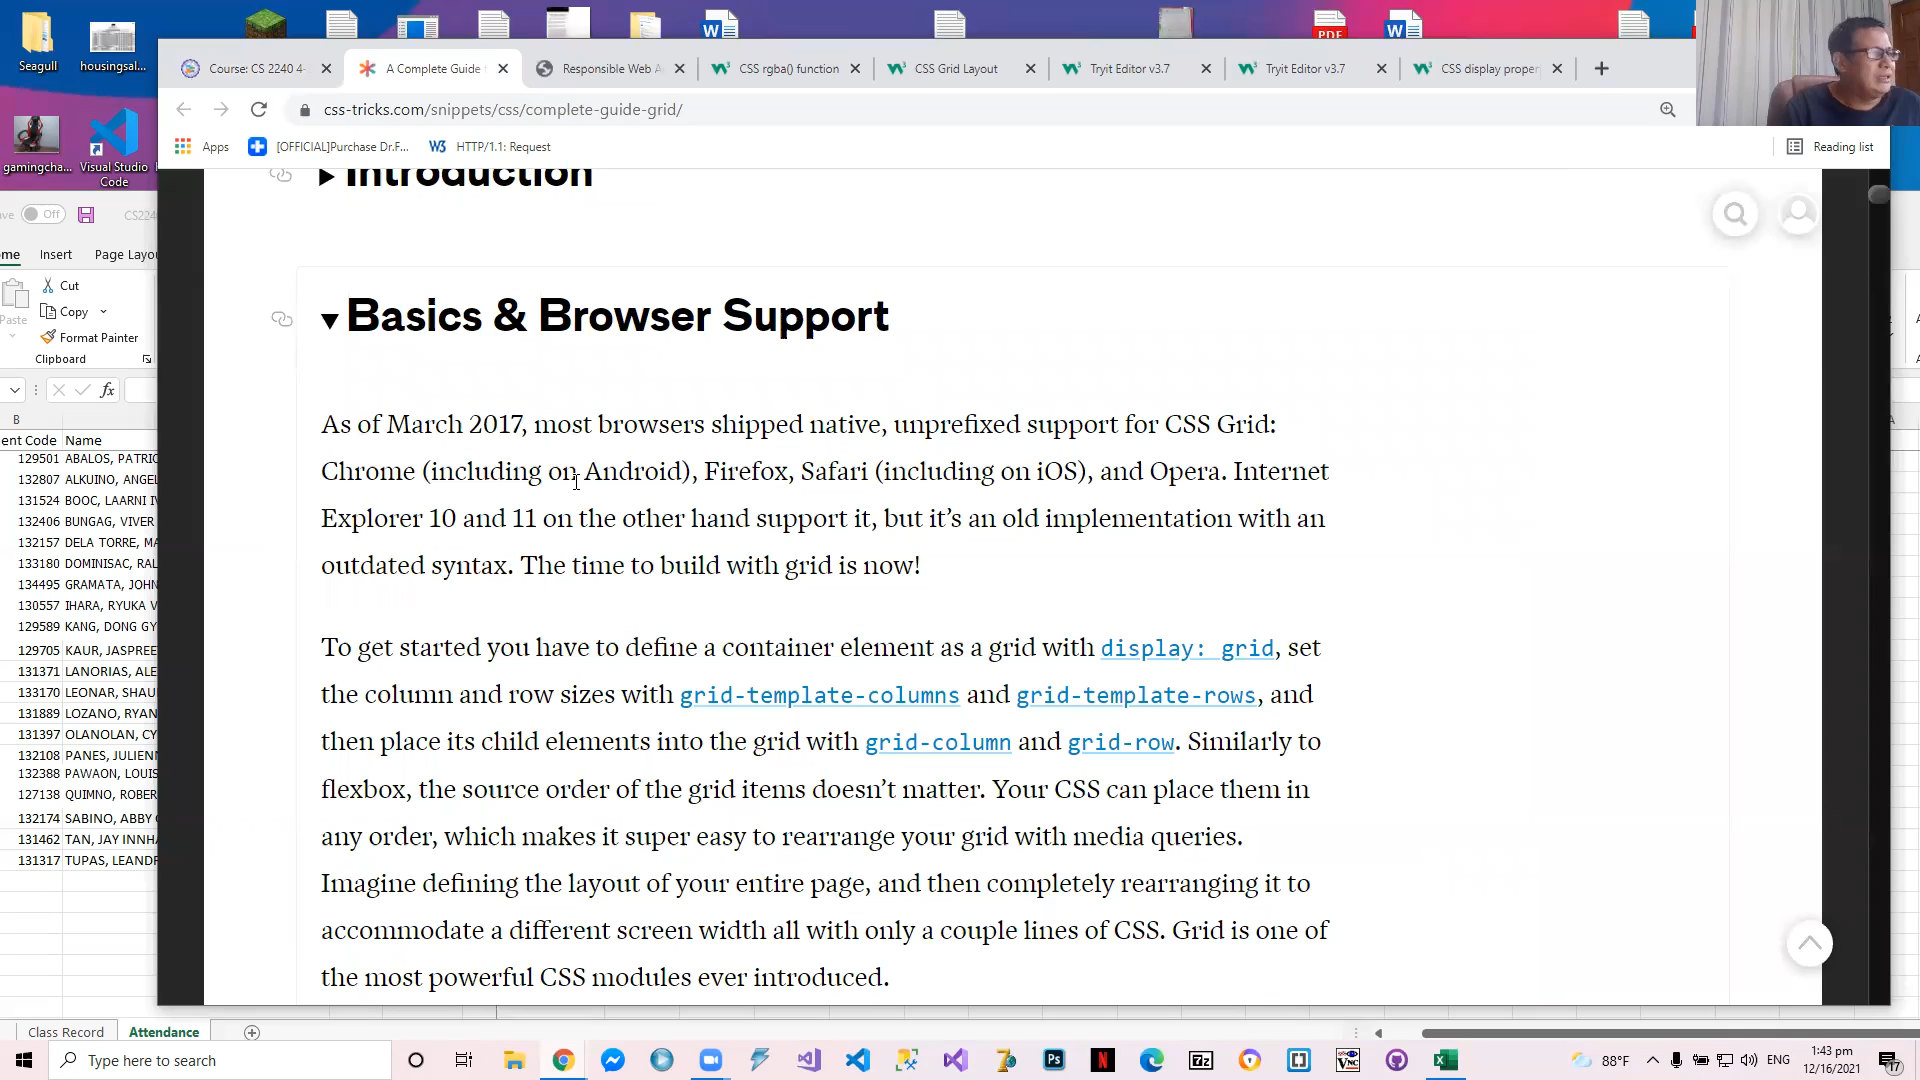 Seagull
housingsal...
W
PDF
W
Course: CS 2240 4-
A Complete Guide
Responsible Web A
CSS rgba() function
CSS Grid Layout
Tryit Editor v3.7
Tryit Editor v3.7
CSS display proper
css-tricks.com/snippets/css/complete-guide-grid/
Apps
[OFFICIAL]Purchase Dr.F...
HTTP/1.1: Request
Reading list
gamingcha...
Visual Studio
Code
Off
CS224
Insert
Page Layou
Cut
Copy
Paste
Format Painter
Clipboard
fx
B
ent Code Name
129501 ABALOS, PATRIC
132807 ALKUINO, ANGEL
131524 BOOC, LAARNI I
132406 BUNGAG, VIVER
132157 DELA TORRE, MA
133180 DOMINISAC, RAL
134495 GRAMATA, JOHN
130557 IHARA, RYUKA V
129589 KANG, DONG GY
129705 KAUR, JASPREE
131371 LANORIAS, ALE
133170 LEONAR, SHAU
131889 LOZANO, RYAN
131397 OLANOLAN, CY
132108 PANES, JULIENN
132388 PAWAON, LOUIS
127138 QUIMNO, ROBER
132174 SABINO, ABBY
131462 TAN, JAY INNHA
131317 TUPAS, LEANDR
Introduction
Basics & Browser Support
As of March 2017, most browsers shipped native, unprefixed support for CSS Grid:
Chrome (including on Android), Firefox, Safari (including on iOS), and Opera. Internet
Explorer 10 and 11 on the other hand support it, but it’s an old implementation with an
outdated syntax. The time to build with grid is now!
To get started you have to define a container element as a grid with display: grid, set
the column and row sizes with grid-template-columns and grid-template-rows, and
then place its child elements into the grid with grid-column and grid-row. Similarly to
flexbox, the source order of the grid items doesn’t matter. Your CSS can place them in
any order, which makes it super easy to rearrange your grid with media queries.
Imagine defining the layout of your entire page, and then completely rearranging it to
accommodate a different screen width all with only a couple lines of CSS. Grid is one of
the most powerful CSS modules ever introduced.
Class Record
Attendance
Type here to search
88°F
ENG
1:43 pm
12/16/2021
17